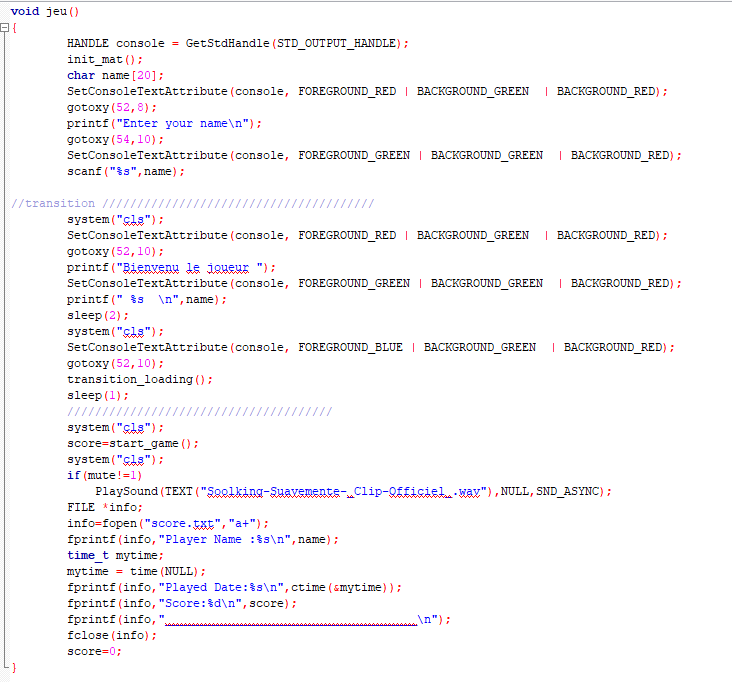 void jeu()
{
HANDLE console = GetStdHandle(STD_OUTPUT_HANDLE);
init_mat();
char name[20];
SetConsoleTextAttribute(console, FOREGROUND_RED | BACKGROUND_GREEN | BACKGROUND_RED);
gotoxy(52,8);
printf("Enter your name\n");
gotoxy(54,10);
SetConsoleTextAttribute(console, FOREGROUND_GREEN | BACKGROUND_GREEN | BACKGROUND_RED);
scanf("%s",name);
//transition ///////////////////////////////////////
system("cls");
SetConsoleTextAttribute(console, FOREGROUND_RED | BACKGROUND_GREEN | BACKGROUND_RED);
gotoxy(52,10);
printf("Bienvenu le joueur ");
SetConsoleTextAttribute(console, FOREGROUND_GREEN | BACKGROUND_GREEN | BACKGROUND_RED);
printf(" %s \n",name);
sleep(2);
system("cls");
SetConsoleTextAttribute(console, FOREGROUND_BLUE | BACKGROUND_GREEN | BACKGROUND_RED);
gotoxy(52,10);
transition_loading();
sleep(1);
//////////////////////////////////////
system("cls");
score=start_game();
system("cls");
if(mute!=1)
PlaySound(TEXT("Soolking-Suavemente-_Clip-Officiel_.wav"),NULL,SND_ASYNC);
FILE *info;
info=fopen("score.txt","a+");
fprintf(info,"Player Name :%s\n",name);
time_t mytime;
mytime = time(NULL);
fprintf(info,"Played Date:%s\n",ctime(&mytime));
fprintf(info,"Score:%d\n",score);
fprintf(info,"____________________________________\n");
fclose(info);
score=0;
}